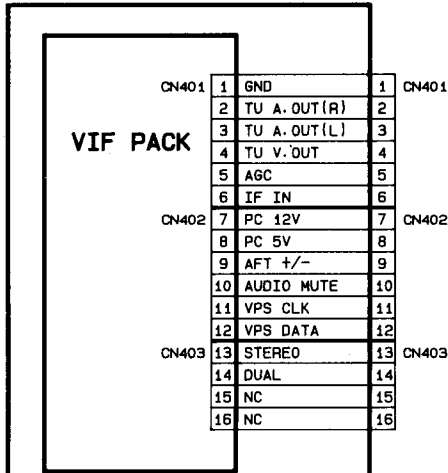 CN401 1 GND 1 CN401
2 TU A.OUT(R) 2
3 TU A.OUT(L) 3
VIF PACK
4 TU V.OUT 4
5 AGC 5
6 IF IN 6
CN402 7 PC 12V 7 CN402
8 PC 5V 8
9 AFT +/- 9
10 AUDIO MUTE 10
11 VPS CLK 11
12 VPS DATA 12
CN403 13 STEREO 13 CN403
14 DUAL 14
15 NC 15
16 NC 16